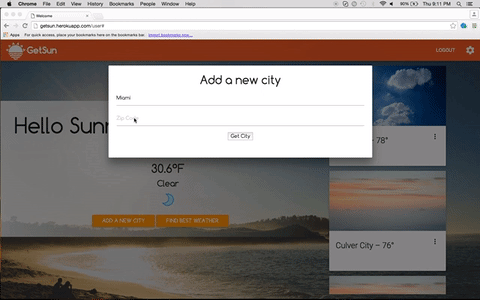 Chrome File Edit View History Bookmarks People Window Help
80% Thu 9:11 PM
Welcome
getsun.herokuapp.com/user#
Apps For quick access, place your bookmarks here on the bookmarks bar. Import bookmarks now...
GetSun
LOGOUT
Add a new city
Miami
Zip Code
Get City
Hello Sunn
78°
30.6°F
Clear
ADD A NEW CITY
FIND BEST WEATHER
Culver City – 76°